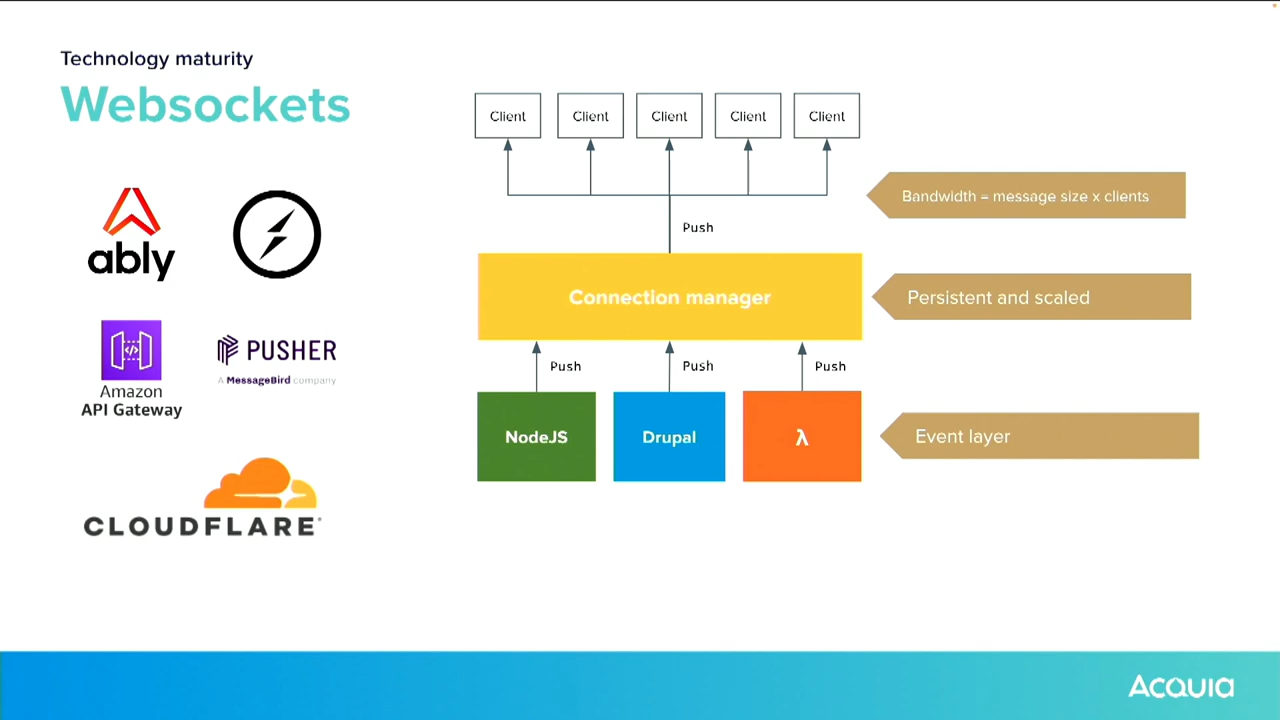 Technology maturity
Websockets
ably
Amazon
API Gateway
PUSHER
A MessageBird company
CLOUDFLARE
Client
Client
Client
Client
Client
Push
Connection manager
Push
Push
Push
NodeJS
Drupal
λ
Bandwidth = message size x clients
Persistent and scaled
Event layer
Acquia